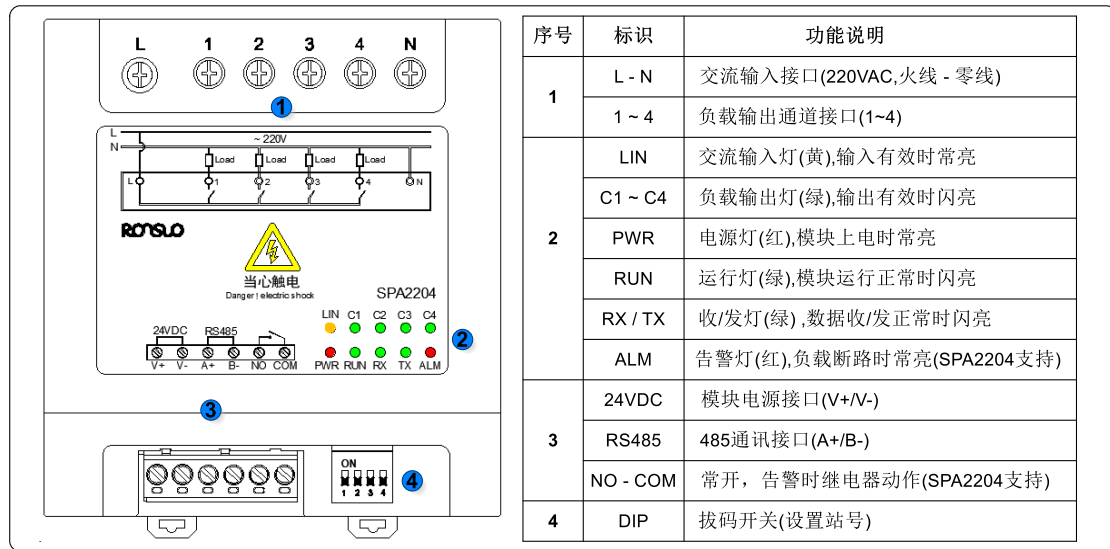 L 1 2 3 4 N
1
L
N
~ 220V
Load Load Load Load
L 1 2 3 4 N
RONSLO
当心触电
Danger! electric shock
SPA2204
LIN C1 C2 C3 C4
2
24VDC RS485
V+ V- A+ B- NO COM
PWR RUN RX TX ALM
3
ON
1 2 3 4
4
序号 标识 功能说明
1
L - N 交流输入接口(220VAC,火线 - 零线)
1 ~ 4 负载输出通道接口(1~4)
2
LIN 交流输入灯(黄),输入有效时常亮
C1 ~ C4 负载输出灯(绿),输出有效时闪亮
PWR 电源灯(红),模块上电时常亮
RUN 运行灯(绿),模块运行正常时闪亮
RX / TX 收/发灯(绿) ,数据收/发正常时闪亮
ALM 告警灯(红),负载断路时常亮(SPA2204支持)
3
24VDC 模块电源接口(V+/V-)
RS485 485通讯接口(A+/B-)
NO - COM 常开，告警时继电器动作(SPA2204支持)
4 DIP 拔码开关(设置站号)